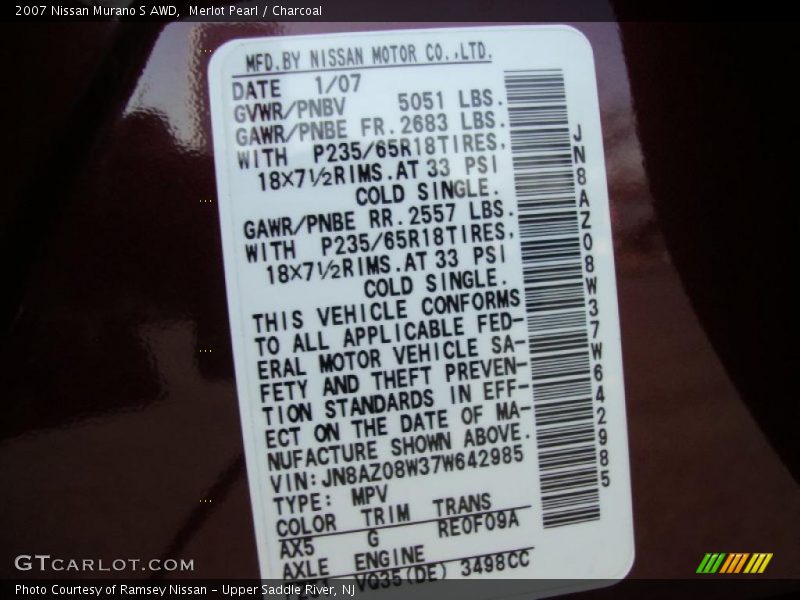 2007 Nissan Murano S AWD,  Merlot Pearl / Charcoal
MFD.BY NISSAN MOTOR CO.,LTD.
DATE 1/07
GVWR/PNBV 5051 LBS.
GAWR/PNBE FR.2683 LBS.
WITH P235/65R18TIRES.
18X7½RIMS.AT 33 PSI
COLD SINGLE.
GAWR/PNBE RR.2557 LBS.
WITH P235/65R18TIRES.
18X7½RIMS.AT 33 PSI
COLD SINGLE.
THIS VEHICLE CONFORMS
TO ALL APPLICABLE FED-
ERAL MOTOR VEHICLE SA-
FETY AND THEFT PREVEN-
TION STANDARDS IN EFF-
ECT ON THE DATE OF MA-
NUFACTURE SHOWN ABOVE.
VIN:JN8AZ08W37W642985
TYPE: MPV
COLOR TRIM TRANS
AX5 G RE0F09A
AXLE ENGINE
VQ35(DE) 3498CC
JN8AZ08W37W642985
GTCARLOT.COM
Photo Courtesy of Ramsey Nissan - Upper Saddle River, NJ